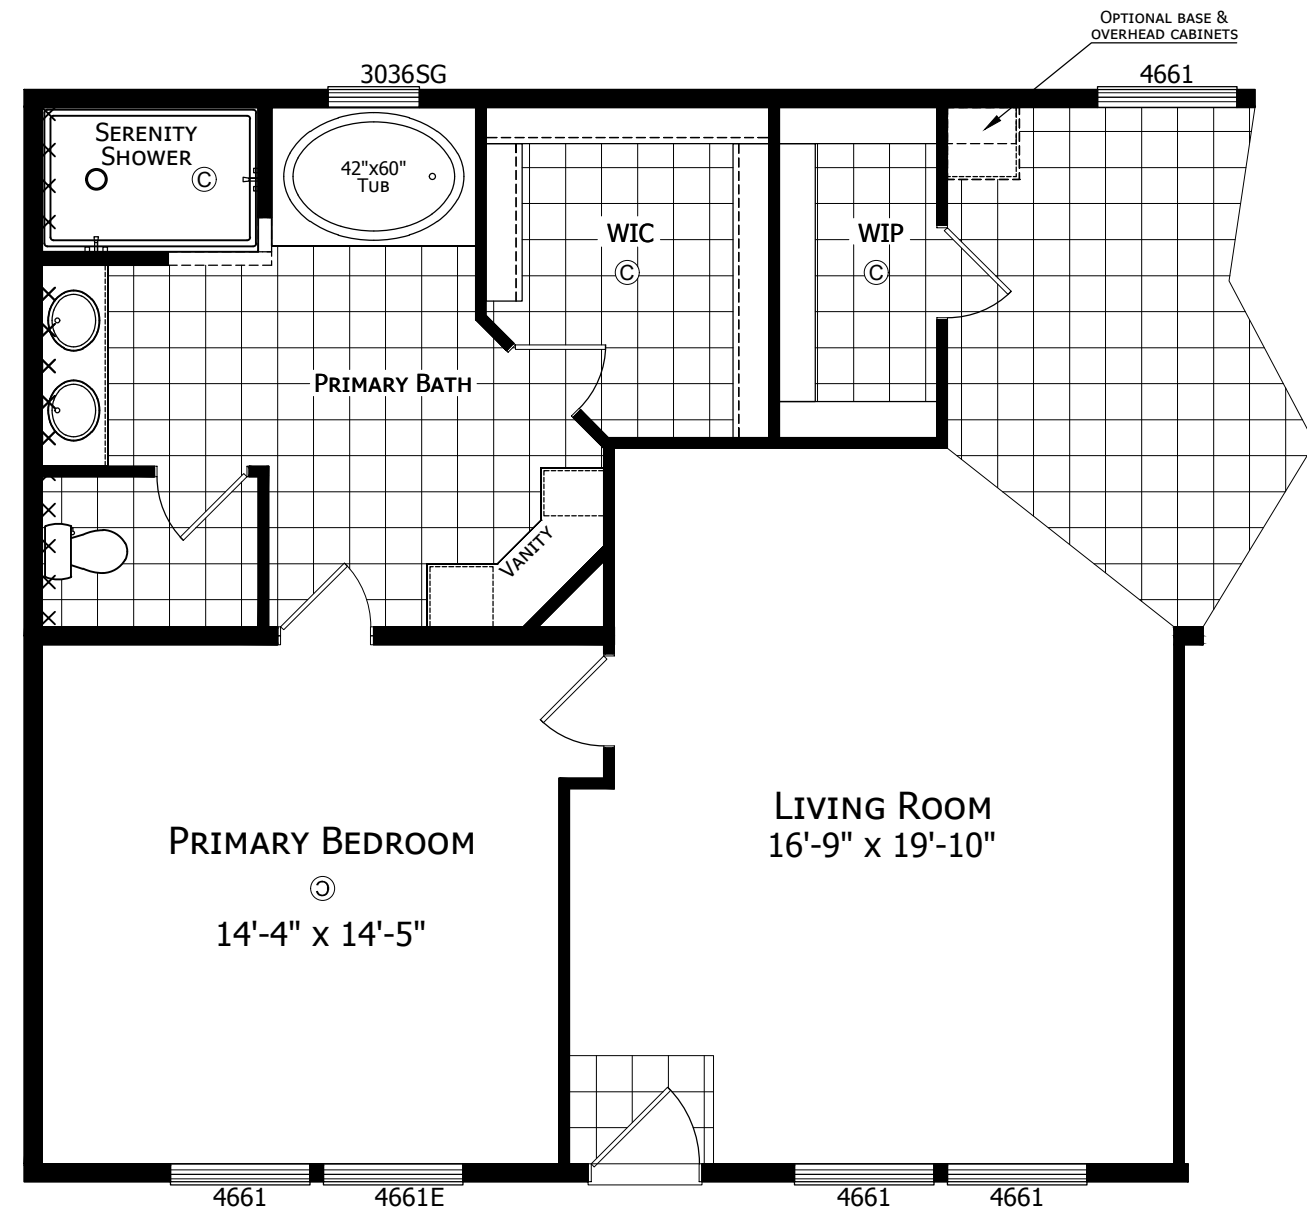 Optional base &
overhead cabinets
3036SG
4661
Serenity
Shower
C
42"x60"
Tub
WIC
C
WIP
C
Primary Bath
Vanity
Living Room
16'-9" x 19'-10"
Primary Bedroom
C
14'-4" x 14'-5"
4661
4661E
4661
4661